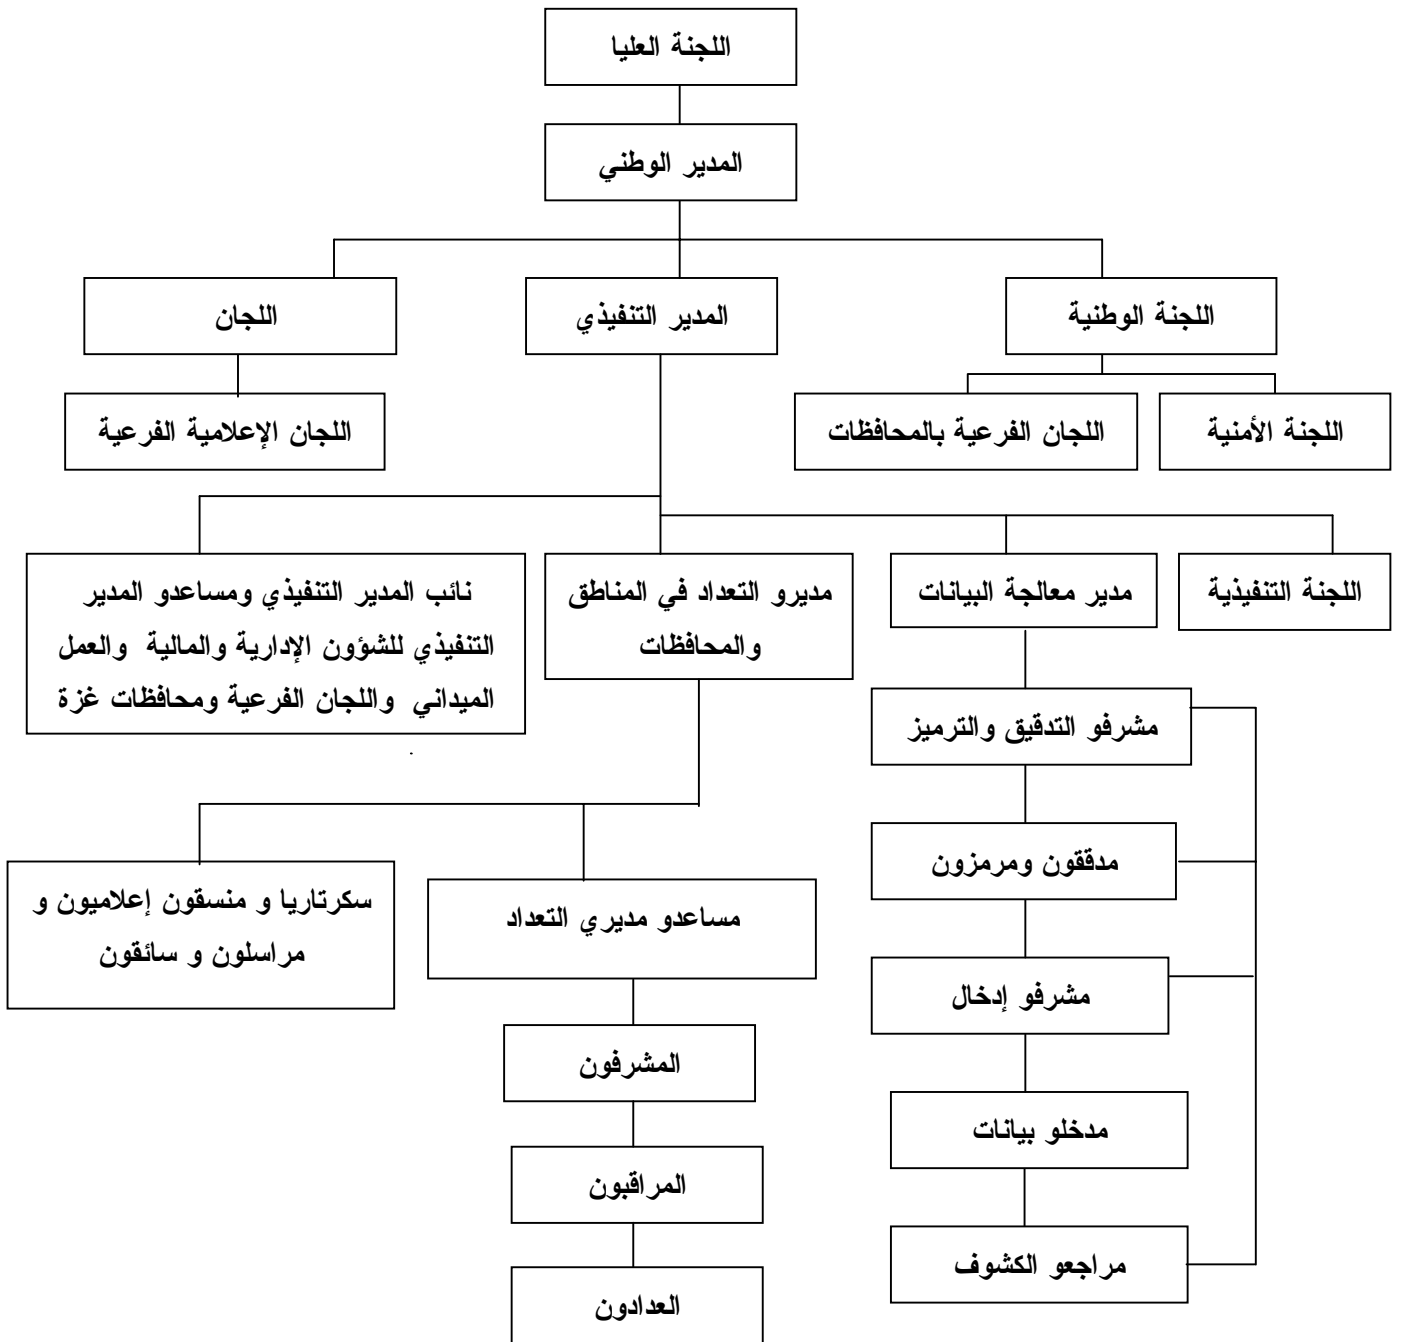 اللجنة العليا
المدير الوطني
اللجنة الوطنية
المدير التنفيذي
اللجان
اللجنة الأمنية
اللجان الفرعية بالمحافظات
اللجان الإعلامية الفرعية
اللجنة التنفيذية
مدير معالجة البيانات
مديرو التعداد في المناطق
والمحافظات
نائب المدير التنفيذي ومساعدو المدير
التنفيذي للشؤون الإدارية والمالية والعمل
الميداني واللجان الفرعية ومحافظات غزة
مشرفو التدقيق والترميز
مدققون ومرمزون
مشرفو إدخال
مدخلو بيانات
مراجعو الكشوف
مساعدو مديري التعداد
سكرتاريا و منسقون إعلاميون و
مراسلون و سائقون
المشرفون
المراقبون
العدادون